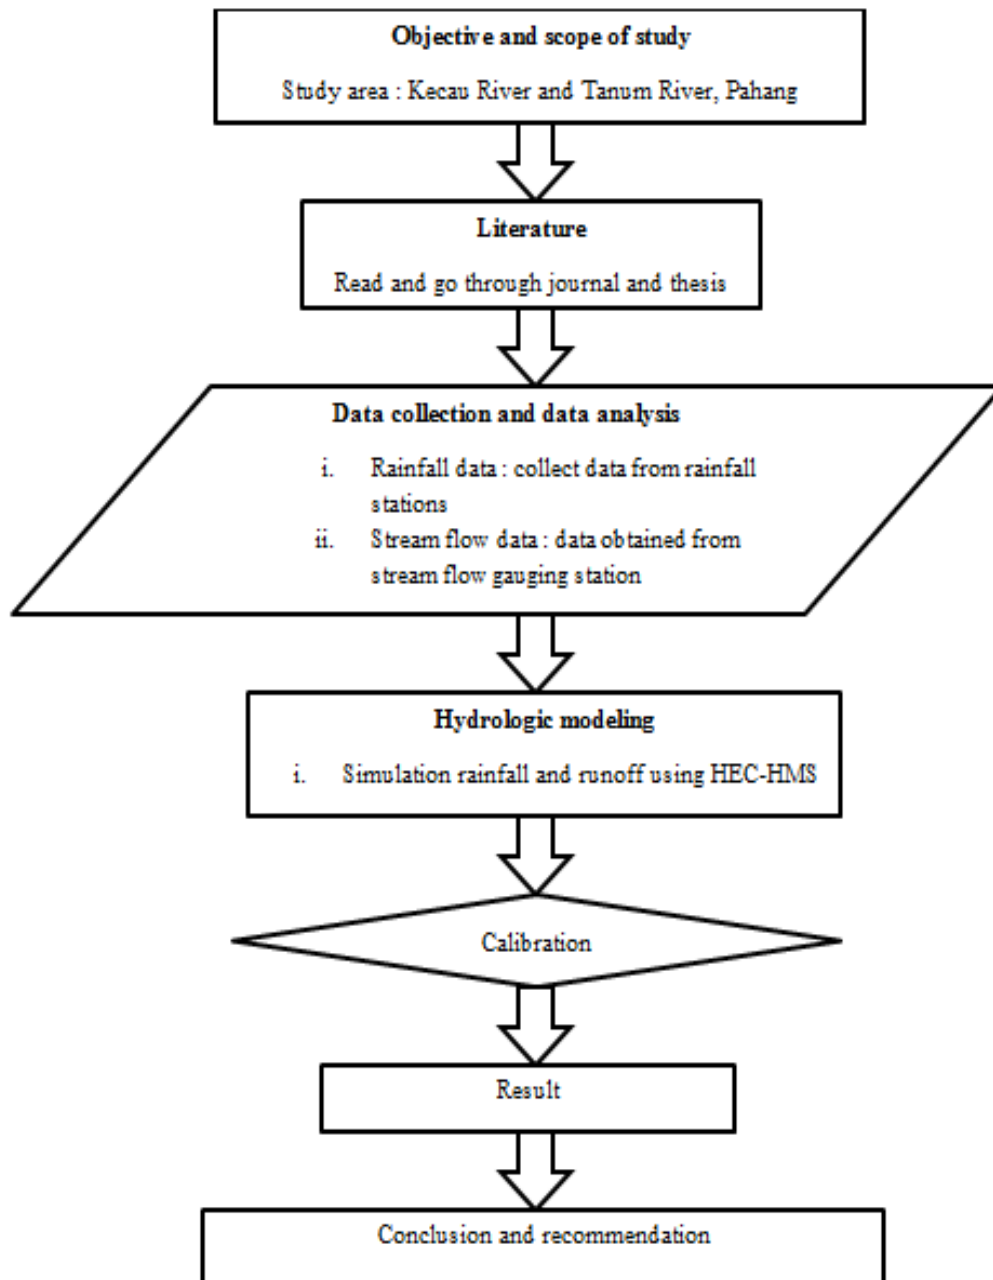 Objective and scope of study
Study area : Kecau River and Tanum River, Pahang
Literature
Read and go through journal and thesis
Data collection and data analysis
i. Rainfall data : collect data from rainfall
stations
ii. Stream flow data : data obtained from
stream flow gauging station
Hydrologic modeling
i. Simulation rainfall and runoff using HEC-HMS
Calibration
Result
Conclusion and recommendation